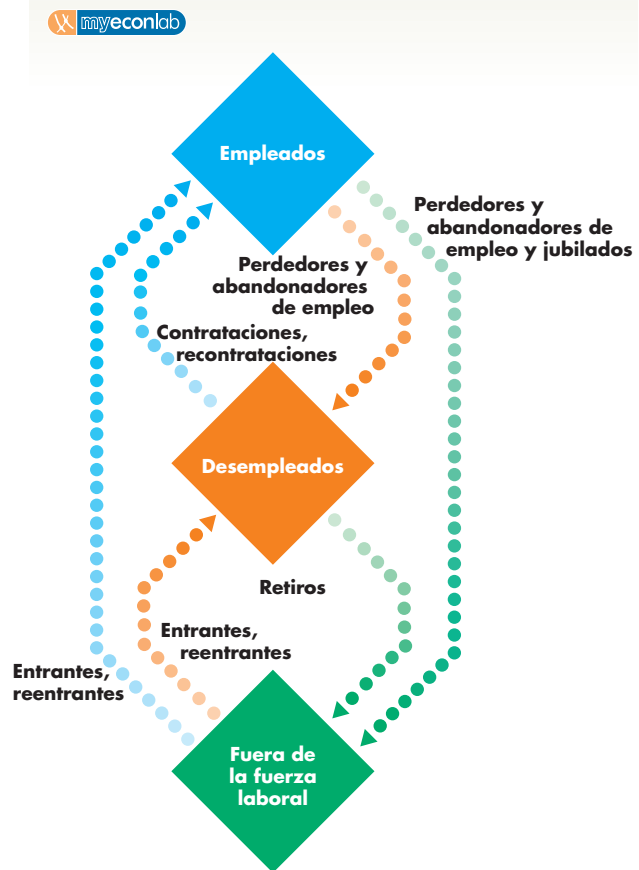 myeconlab
Empleados
Perdedores y
abandonadores de
empleo y jubilados
Perdedores y
abandonadores
de empleo
Contrataciones,
recontrataciones
Desempleados
Retiros
Entrantes,
reentrantes
Entrantes,
reentrantes
Fuera de
la fuerza
laboral